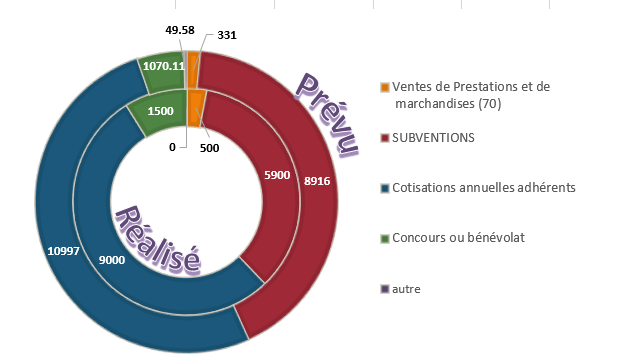 49.58
331
1070.11
1500
0
500
Prévu
5900
8916
Réalisé
10997
9000
Ventes de Prestations et de
marchandises (70)
SUBVENTIONS
Cotisations annuelles adhérents
Concours ou bénévolat
autre